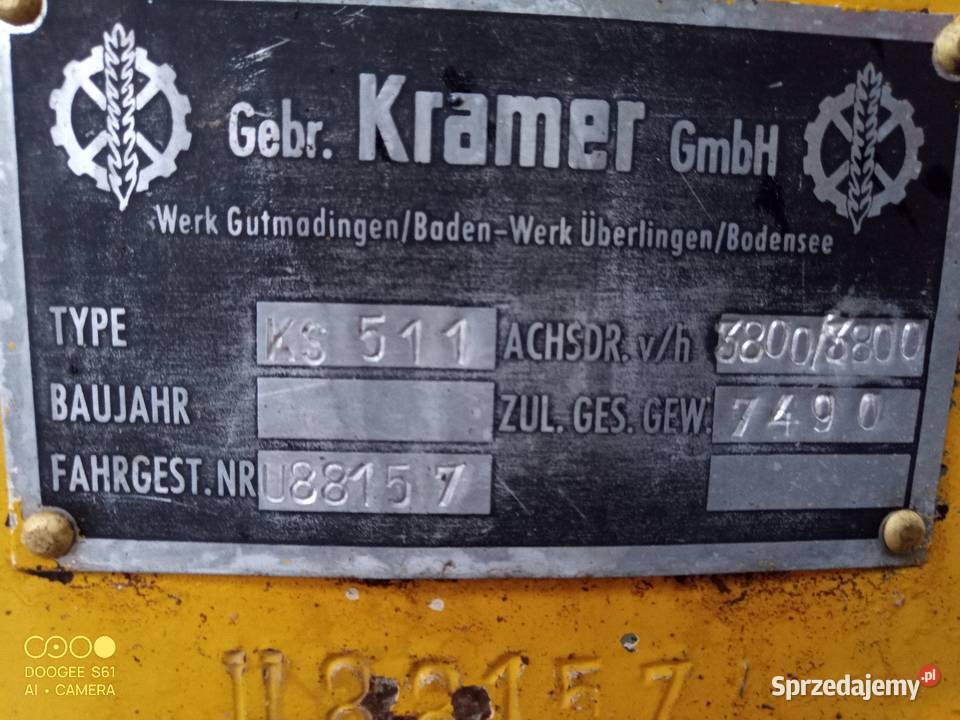 Gebr. Kramer GmbH
Werk Gutmadingen/Baden-Werk Überlingen/Bodensee
TYPE KS 511 ACHSDR. v/h 3800/3800
BAUJAHR ZUL. GES. GEW. 7490
FAHRGEST. NR U88157
U88157
DOOGEE S61
AI • CAMERA
Sprzedajemy.pl